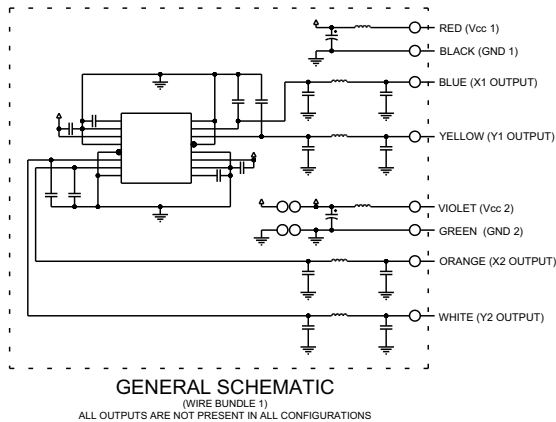 RED (Vcc 1)
BLACK (GND 1)
BLUE (X1 OUTPUT)
YELLOW (Y1 OUTPUT)
VIOLET (Vcc 2)
GREEN (GND 2)
ORANGE (X2 OUTPUT)
WHITE (Y2 OUTPUT)
GENERAL SCHEMATIC
(WIRE BUNDLE 1)
ALL OUTPUTS ARE NOT PRESENT IN ALL CONFIGURATIONS